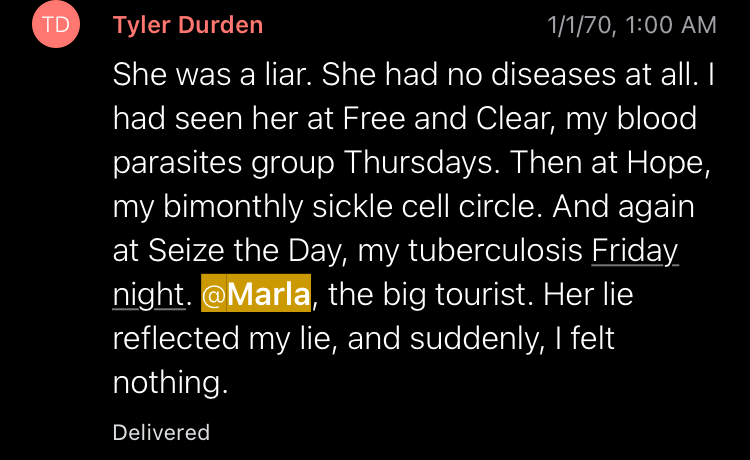 TD
Tyler Durden
1/1/70, 1:00 AM
She was a liar. She had no diseases at all. I
had seen her at Free and Clear, my blood
parasites group Thursdays. Then at Hope,
my bimonthly sickle cell circle. And again
at Seize the Day, my tuberculosis Friday
night. @Marla, the big tourist. Her lie
reflected my lie, and suddenly, I felt
nothing.
Delivered